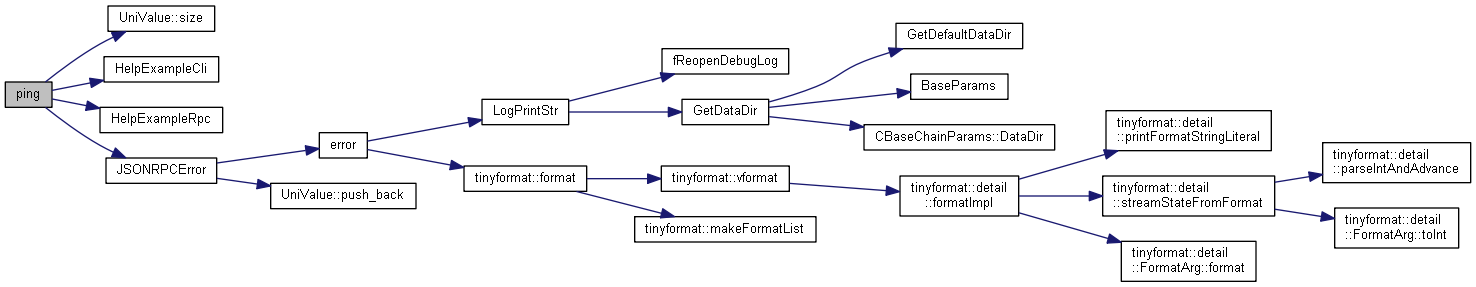 ping
UniValue::size
HelpExampleCli
HelpExampleRpc
JSONRPCError
error
UniValue::push_back
LogPrintStr
tinyformat::format
fReopenDebugLog
GetDataDir
tinyformat::vformat
tinyformat::makeFormatList
GetDefaultDataDir
BaseParams
CBaseChainParams::DataDir
tinyformat::detail
::formatImpl
tinyformat::detail
::printFormatStringLiteral
tinyformat::detail
::streamStateFromFormat
tinyformat::detail
::FormatArg::format
tinyformat::detail
::parseIntAndAdvance
tinyformat::detail
::FormatArg::toInt